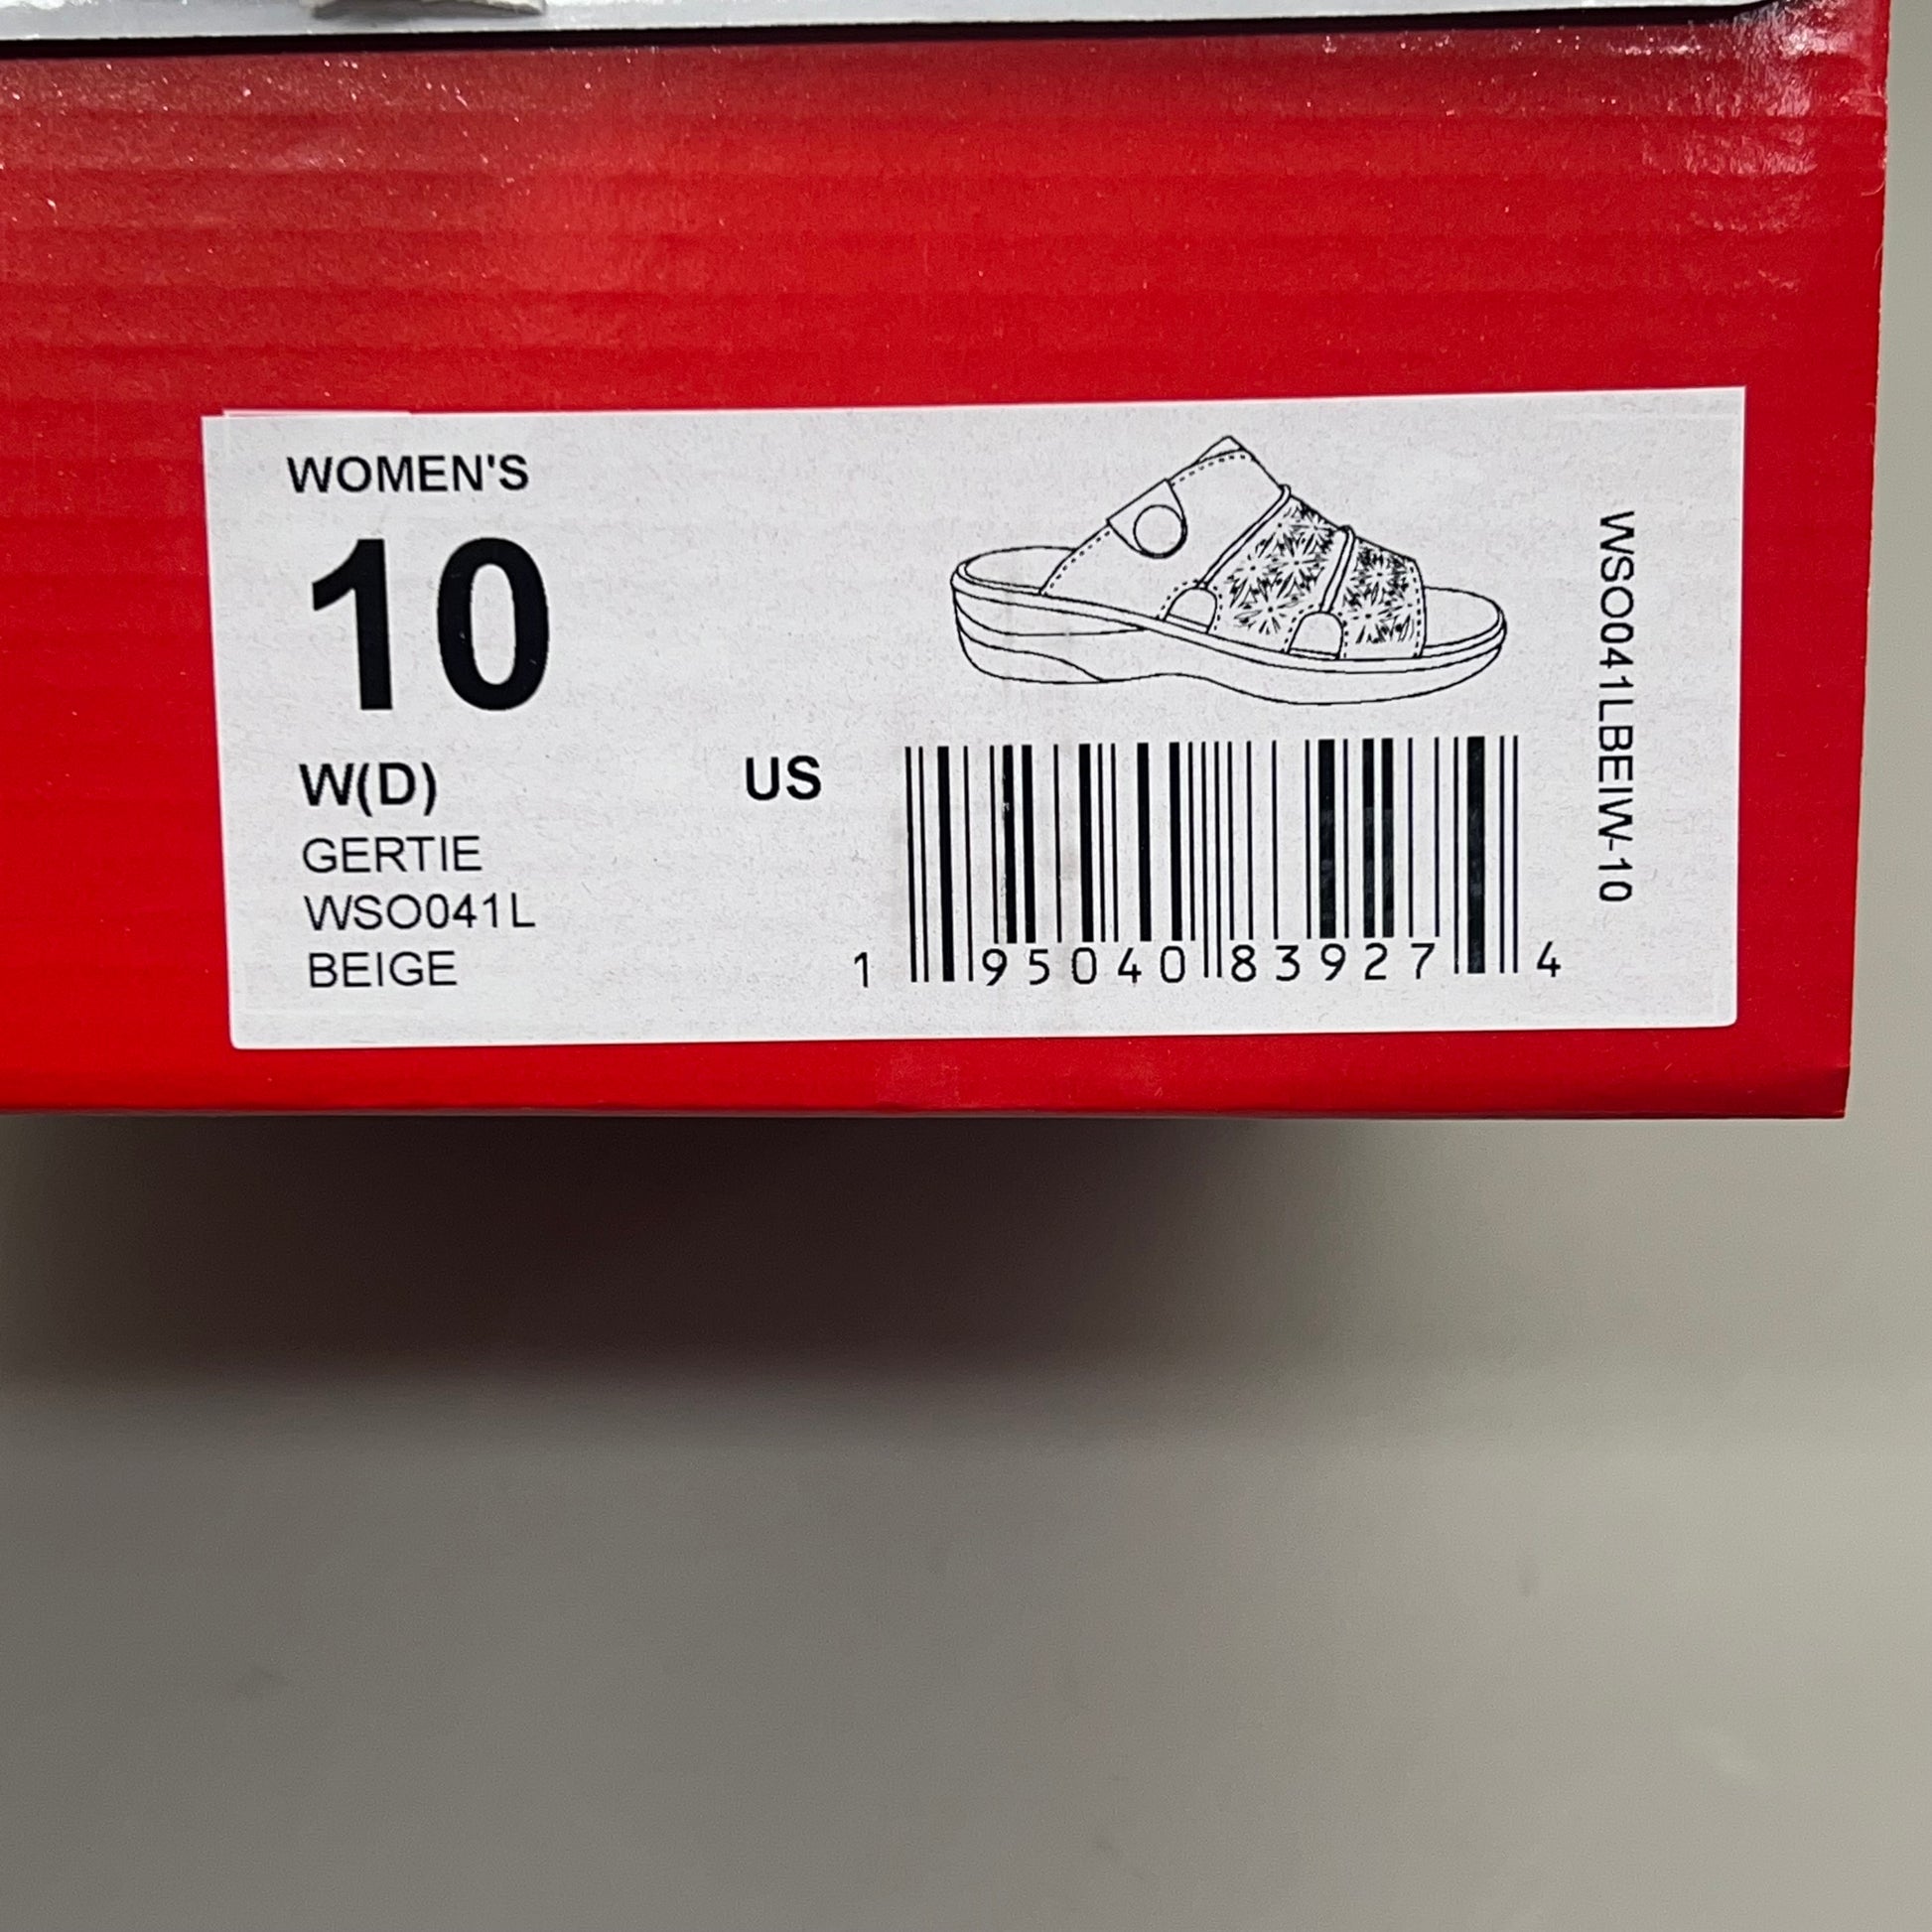 WOMEN'S
10
W(D)
US
GERTIE
WSO041L
BEIGE
1 95040 83927 4
WSO041LBEIW-10